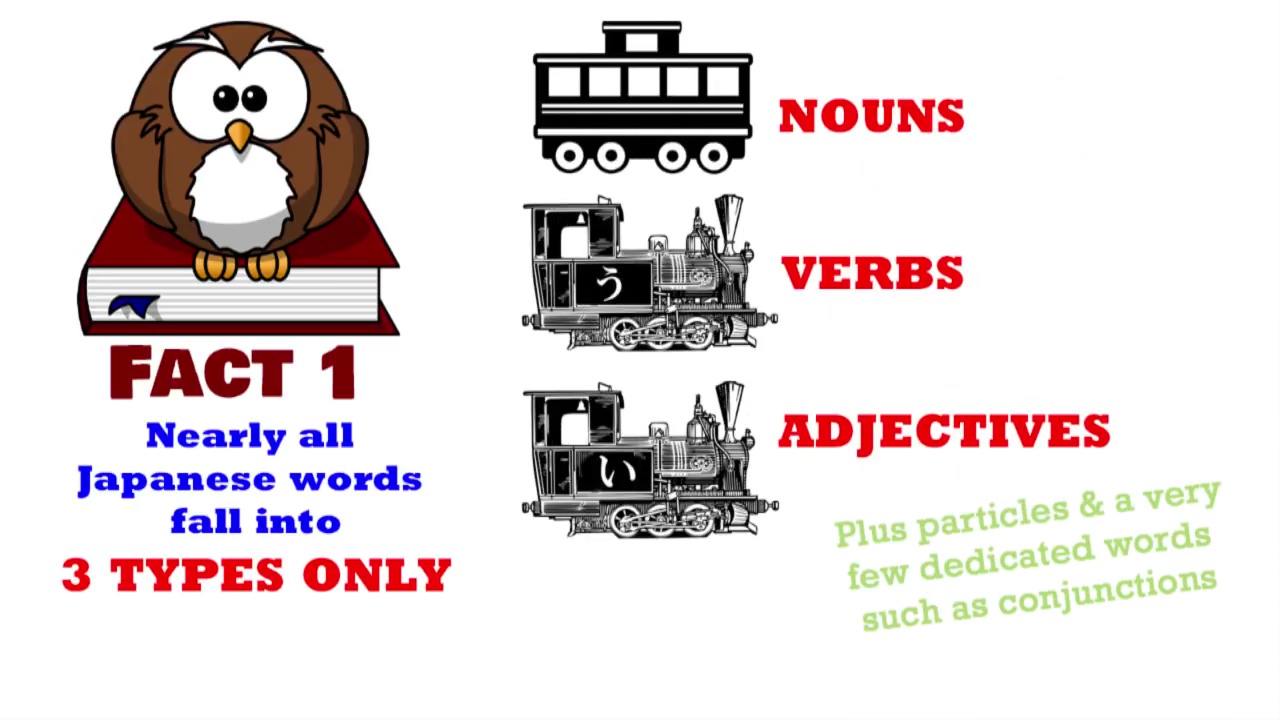 FACT 1
Nearly all
Japanese words
fall into
3 TYPES ONLY
NOUNS
う
VERBS
い
ADJECTIVES
Plus particles & a very
few dedicated words
such as conjunctions